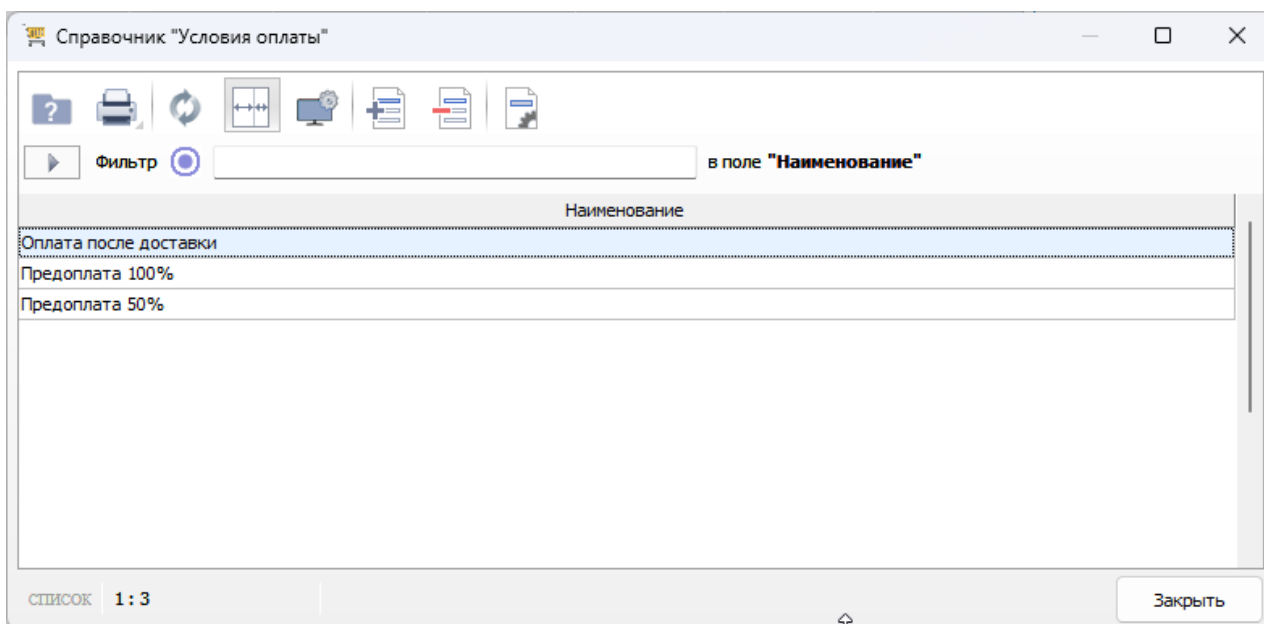 Справочник "Условия оплаты"
Фильтр в поле "Наименование"
Наименование
Оплата после доставки
Предоплата 100%
Предоплата 50%
СПИСОК 1:3
Закрыть